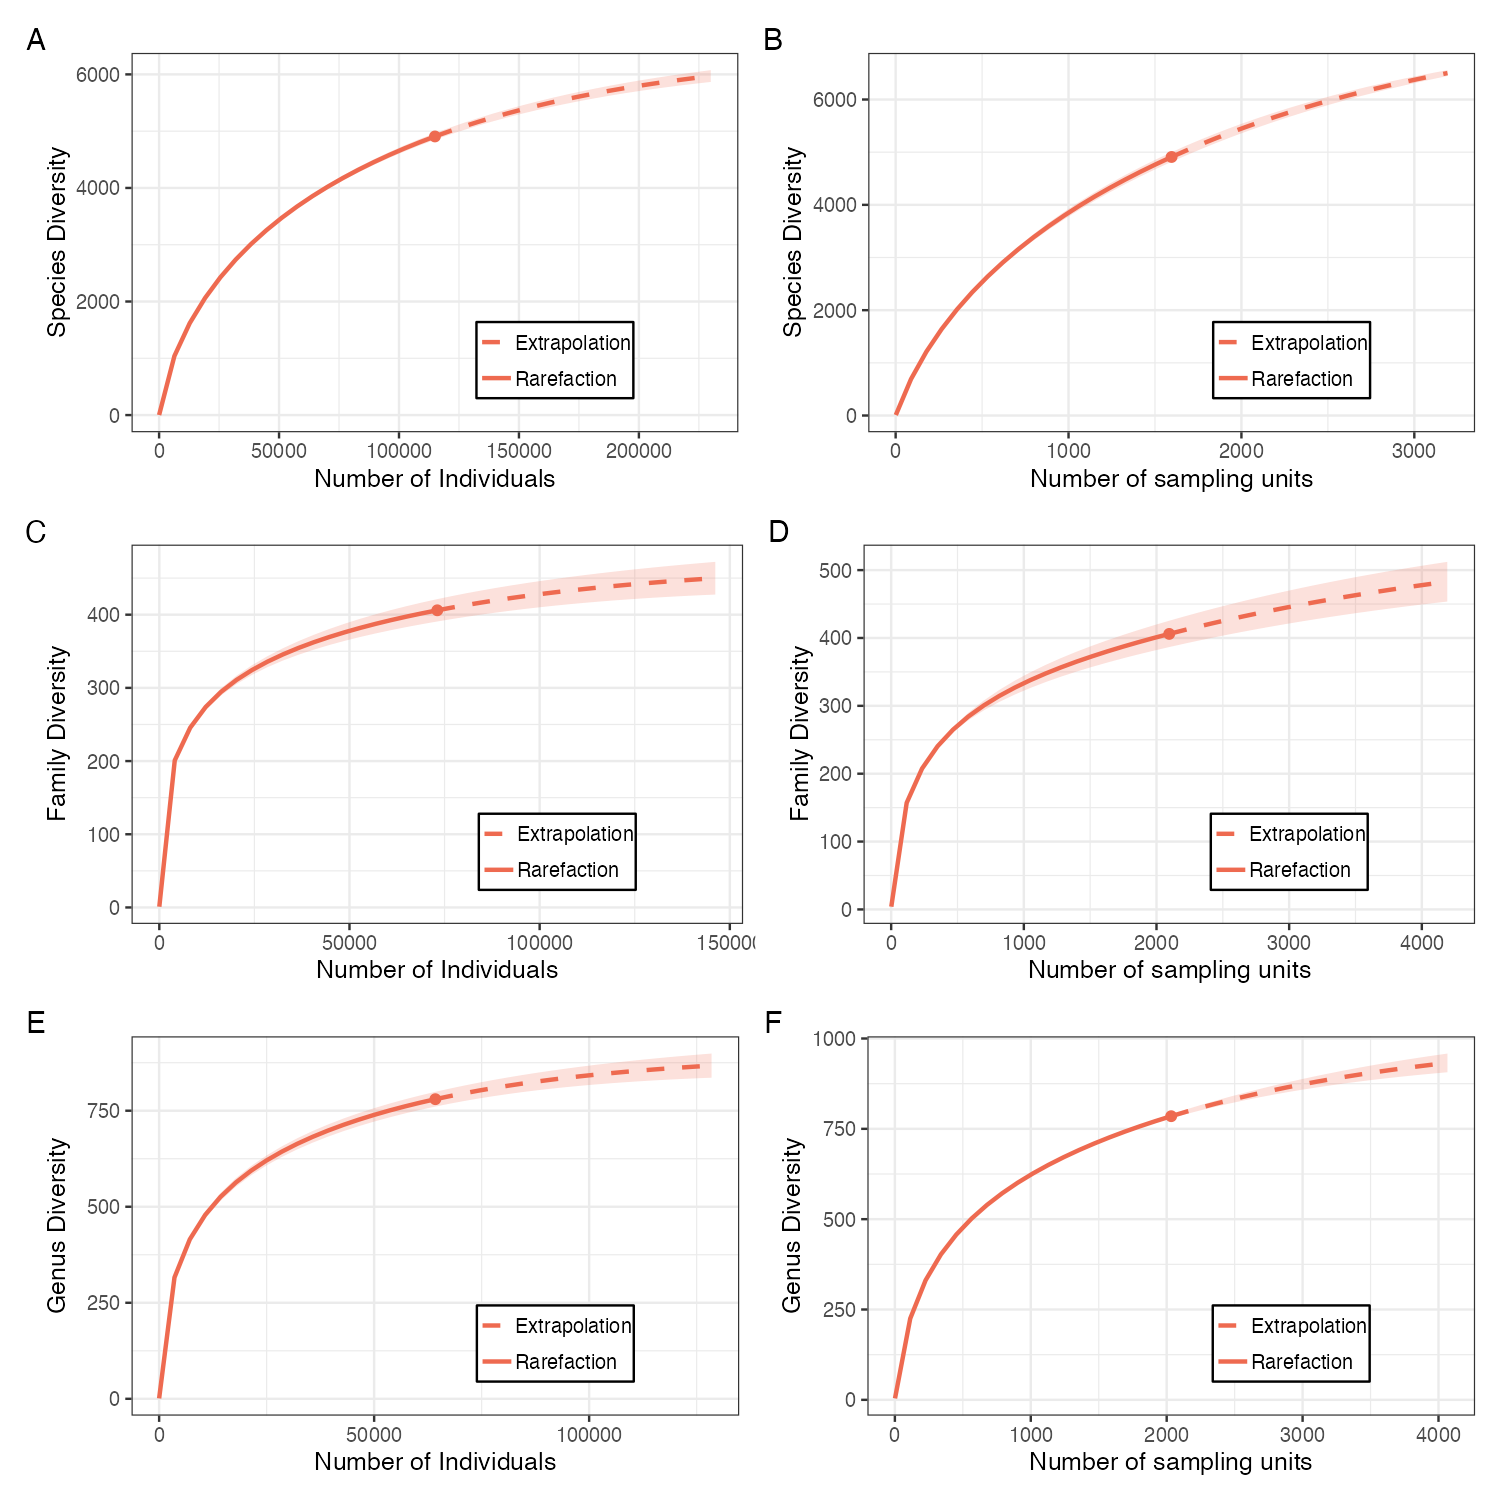 A
6000
4000
2000
0
Species Diversity
Extrapolation
Rarefaction
0 50000 100000 150000 200000
Number of Individuals
B
6000
4000
2000
0
Species Diversity
Extrapolation
Rarefaction
0 1000 2000 3000
Number of sampling units
C
400
300
200
100
0
Family Diversity
Extrapolation
Rarefaction
0 50000 100000 15000
Number of Individuals
D
500
400
300
200
100
0
Family Diversity
Extrapolation
Rarefaction
0 1000 2000 3000 4000
Number of sampling units
E
750
500
250
0
Genus Diversity
Extrapolation
Rarefaction
0 50000 100000
Number of Individuals
F
1000
750
500
250
0
Genus Diversity
Extrapolation
Rarefaction
0 1000 2000 3000 4000
Number of sampling units